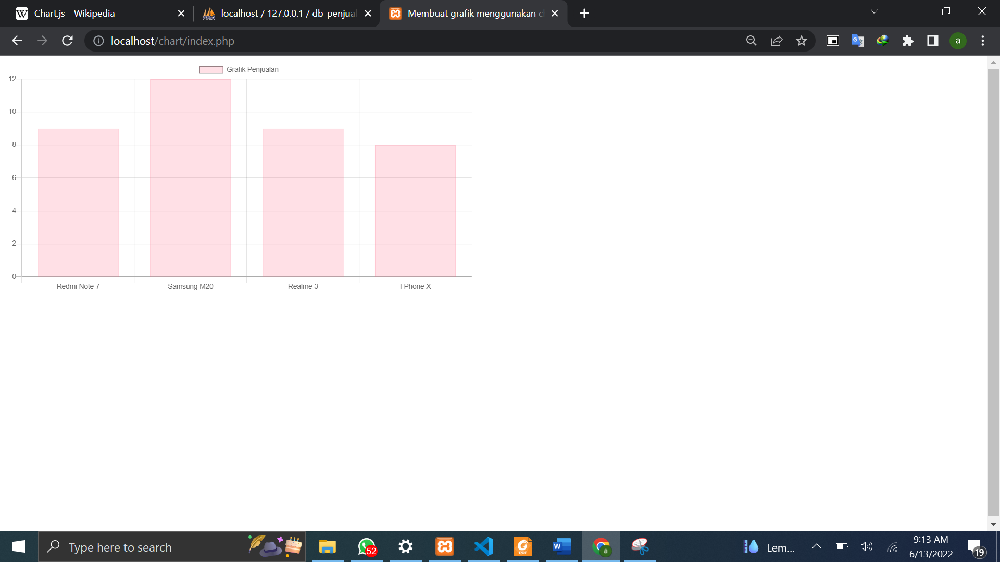 Chart.js - Wikipedia
localhost / 127.0.0.1 / db_penjual
Membuat grafik menggunakan c
localhost/chart/index.php
a
Grafik Penjualan
12
10
8
6
4
2
0
Redmi Note 7
Samsung M20
Realme 3
I Phone X
Type here to search
52
PDF
W
a
Lem...
9:13 AM
6/13/2022
19